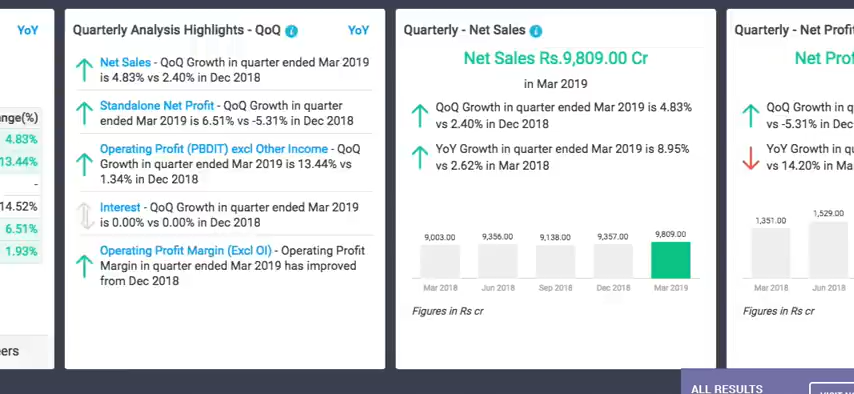 YoY
ange(%)
4.83%
13.44%
-
14.52%
6.51%
1.93%
eers
Quarterly Analysis Highlights - QoQ
YoY
Net Sales - QoQ Growth in quarter ended Mar 2019
is 4.83% vs 2.40% in Dec 2018
Standalone Net Profit - QoQ Growth in quarter
ended Mar 2019 is 6.51% vs -5.31% in Dec 2018
Operating Profit (PBDIT) excl Other Income - QoQ
Growth in quarter ended Mar 2019 is 13.44% vs
1.34% in Dec 2018
Interest - QoQ Growth in quarter ended Mar 2019
is 0.00% vs 0.00% in Dec 2018
Operating Profit Margin (Excl OI) - Operating Profit
Margin in quarter ended Mar 2019 has improved
from Dec 2018
Quarterly - Net Sales
Net Sales Rs.9,809.00 Cr
in Mar 2019
QoQ Growth in quarter ended Mar 2019 is 4.83%
vs 2.40% in Dec 2018
YoY Growth in quarter ended Mar 2019 is 8.95%
vs 2.62% in Mar 2018
9,003.00 9,356.00 9,138.00 9,357.00 9,809.00
Mar 2018 Jun 2018 Sep 2018 Dec 2018 Mar 2019
Figures in Rs cr
Quarterly - Net Profit
Net Prof
QoQ Growth in q
vs -5.31% in Dec
YoY Growth in qu
vs 14.20% in Ma
1,351.00 1,529.00
Mar 2018 Jun 2018
Figures in Rs cr
ALL RESULTS